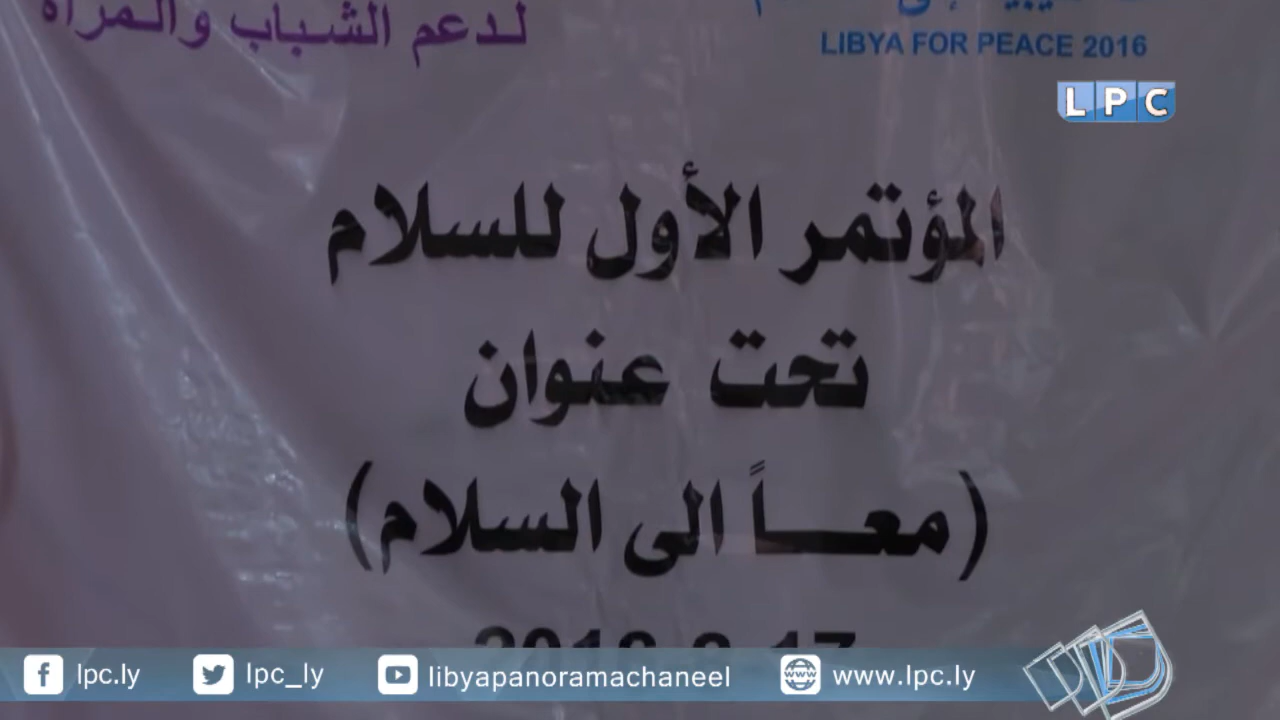 لدعم الشباب والمرأة
LIBYA FOR PEACE 2016
LPC
المؤتمر الأول للسلام
تحت عنوان
(معـــاً الى السلام)
lpc.ly
lpc_ly
libyapanoramachaneel
www.lpc.ly